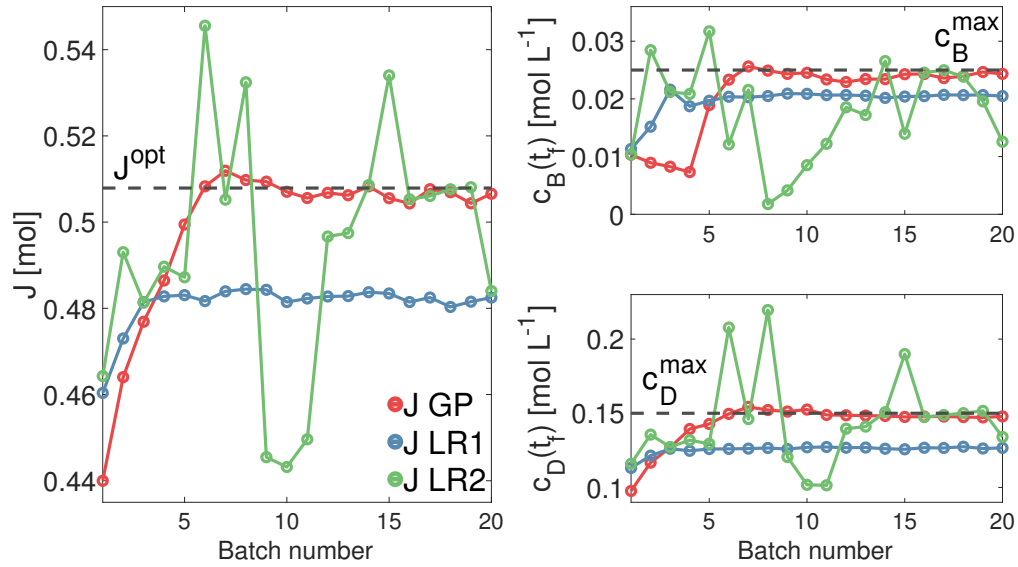 J [mol]
0.54
0.52
0.5
0.48
0.46
0.44
J^opt
J GP
J LR1
J LR2
5 10 15 20
Batch number
c_B(t_f) [mol L^-1]
0.03
0.02
0.01
0
c_B^max
5 10 15 20
c_D(t_f) [mol L^-1]
0.2
0.15
0.1
c_D^max
5 10 15 20
Batch number